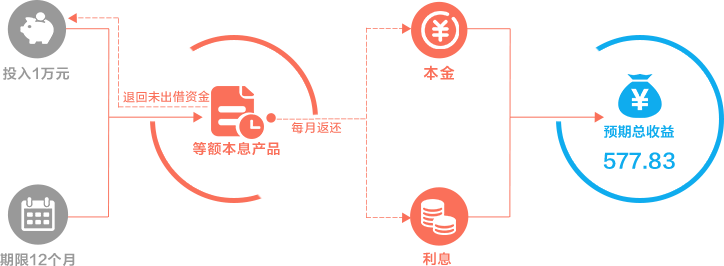 投入1万元
期限12个月
退回未出借资金
等额本息产品
每月返还
本金
利息
预期总收益
577.83